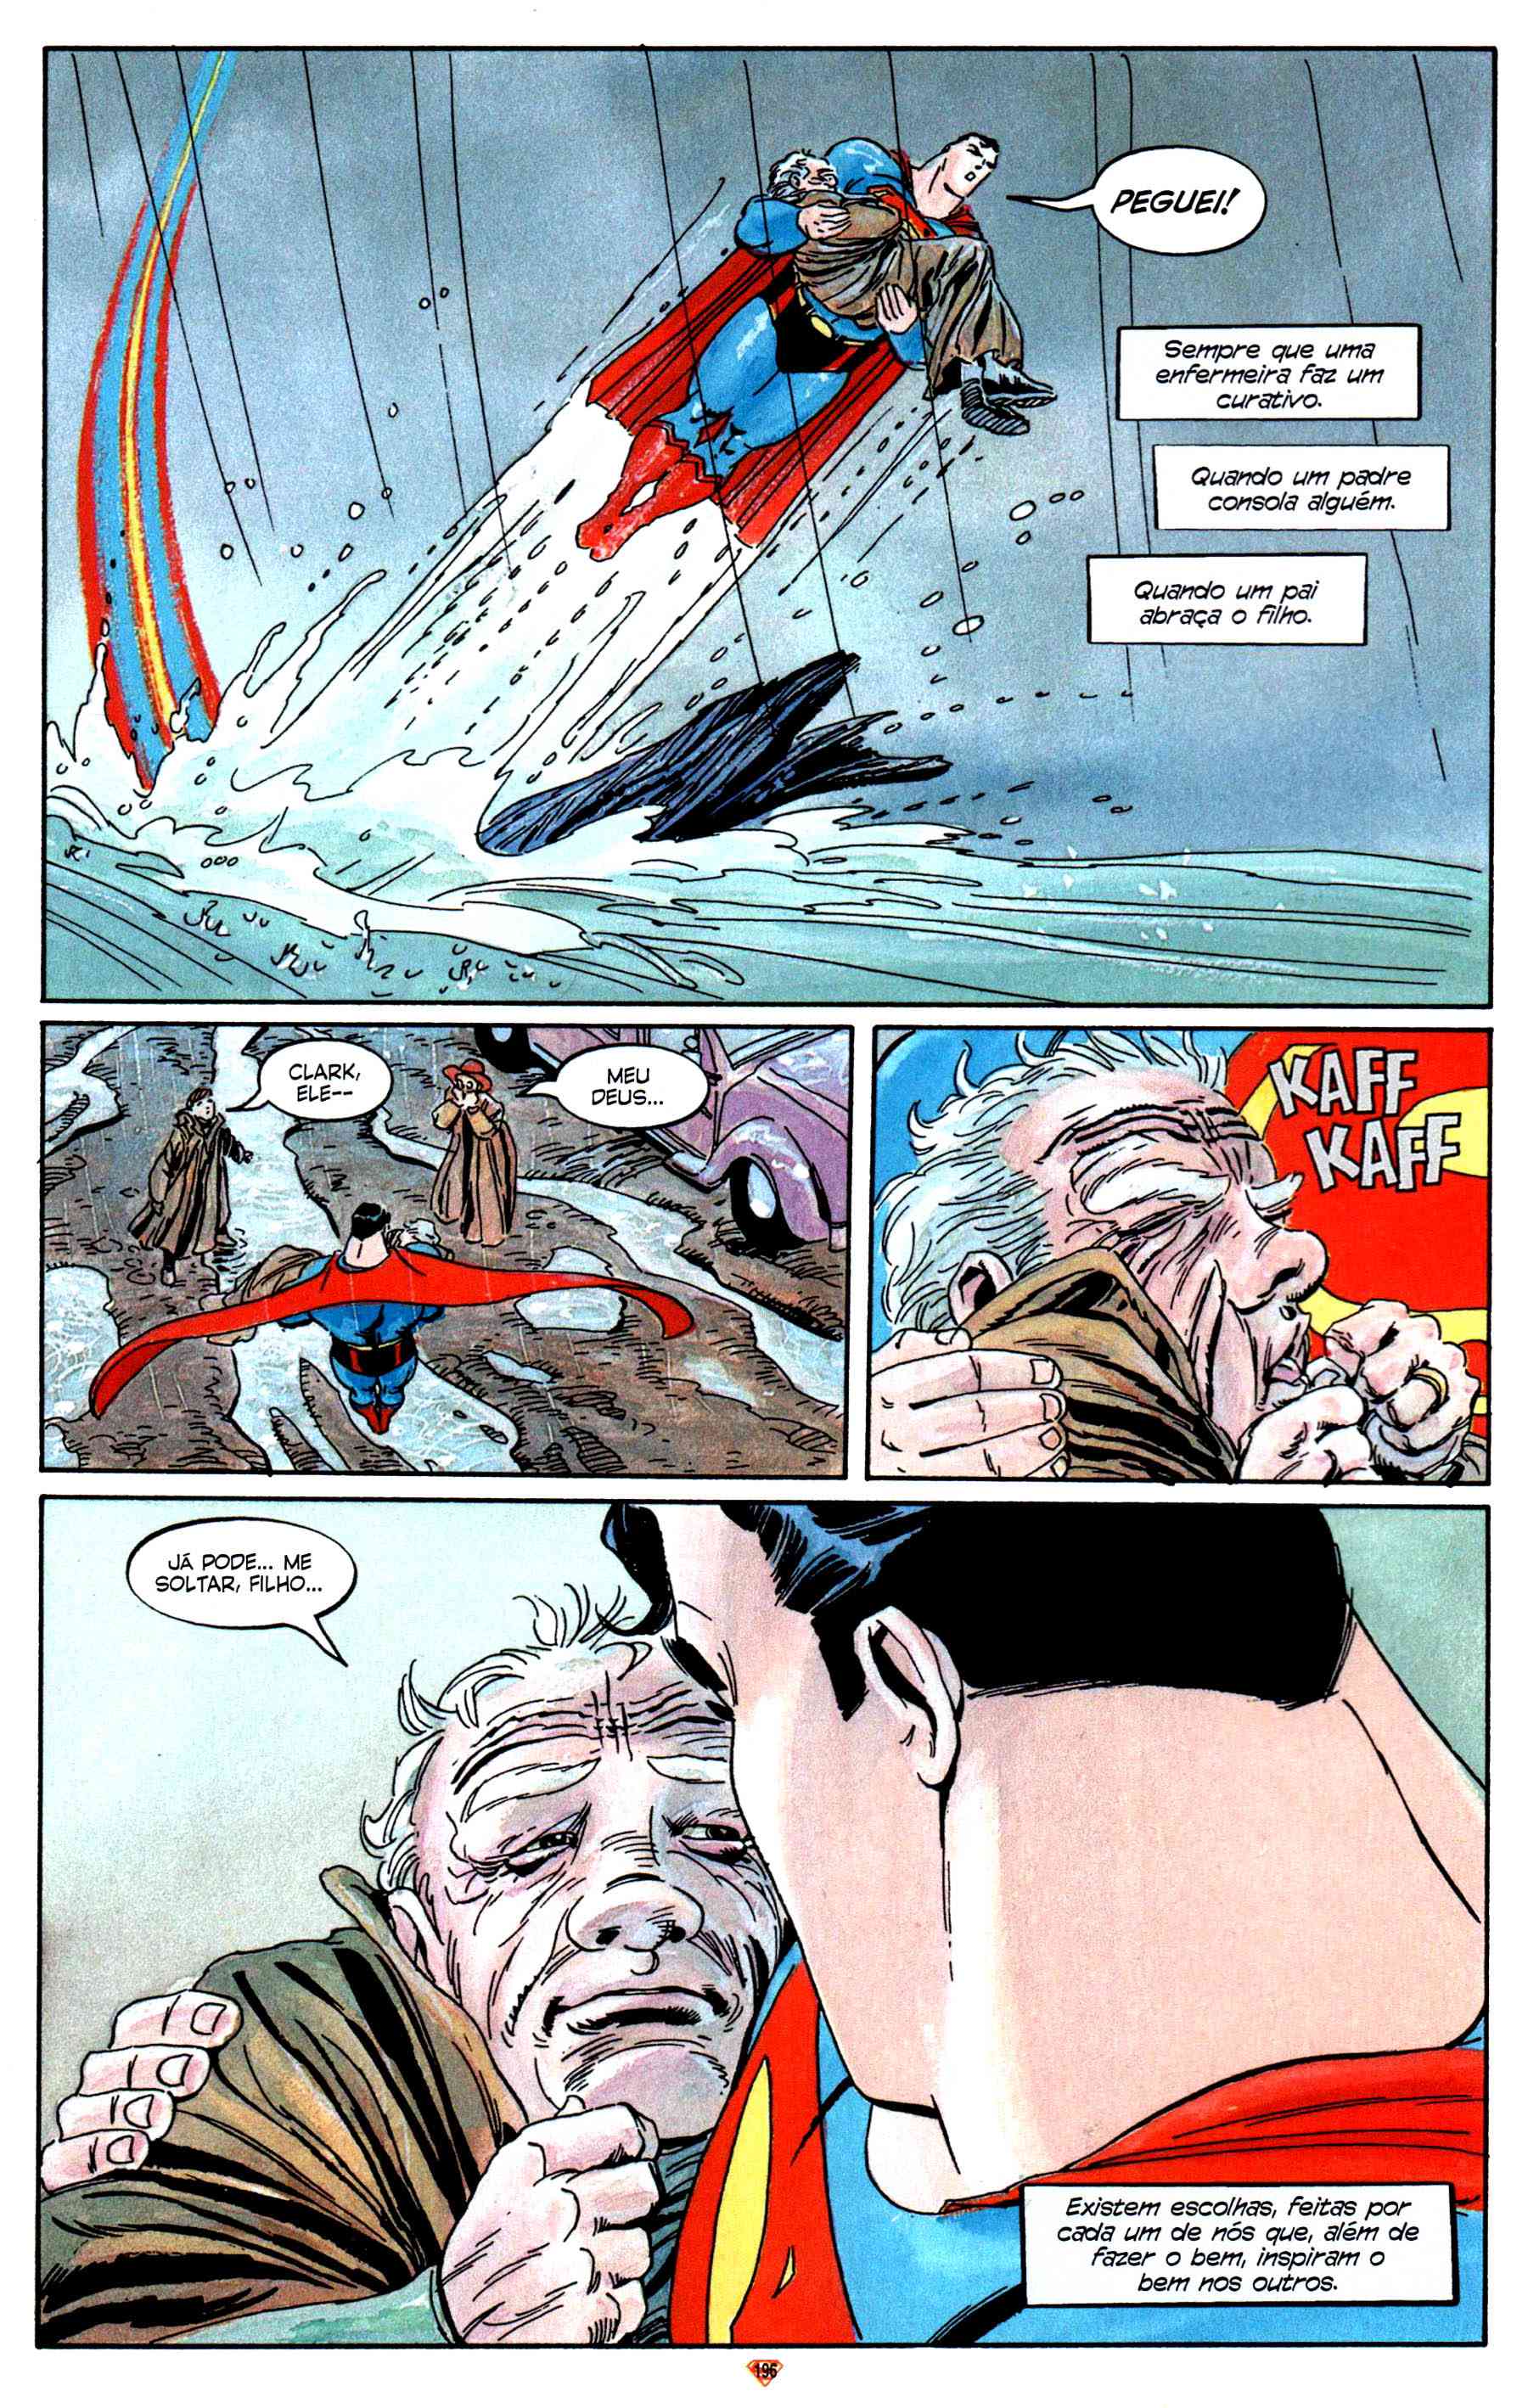 PEGUEI!
Sempre que uma
enfermeira faz um
curativo.
Quando um padre
consola alguém.
Quando um pai
abraça o filho.
CLARK,
ELE--
MEU
DEUS...
KAFF
KAFF
JÁ PODE... ME
SOLTAR, FILHO...
Existem escolhas, feitas por
cada um de nós que, além de
fazer o bem, inspiram o
bem nos outros.
196